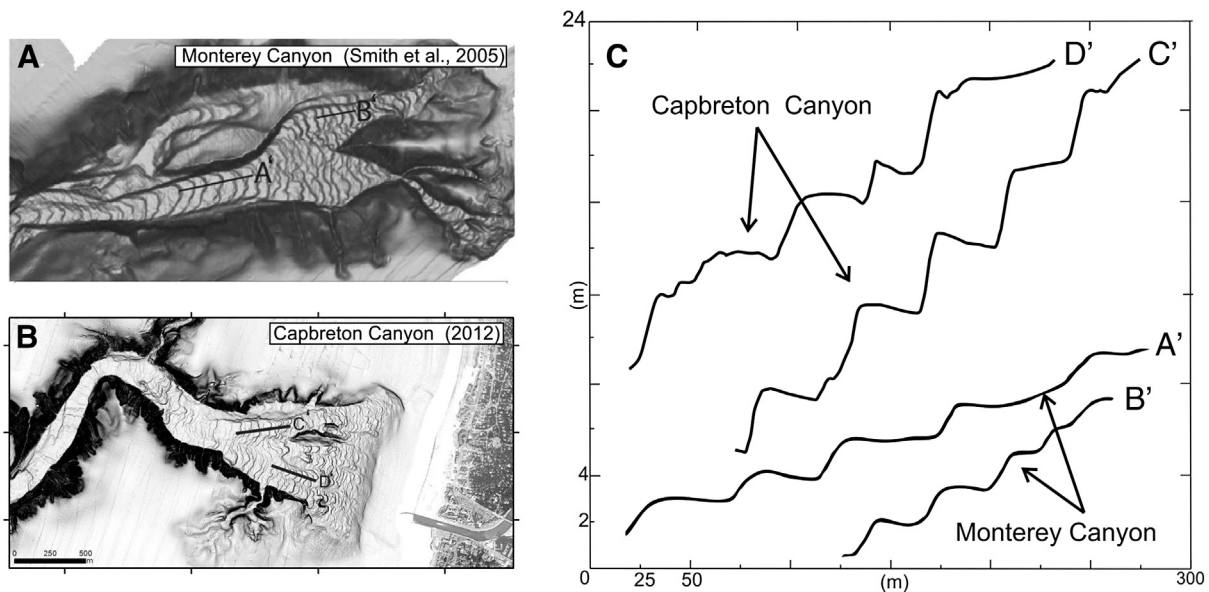 A
Monterey Canyon (Smith et al., 2005)
B'
A'
B
Capbreton Canyon (2012)
C'
D'
0 250 500
m
C
24
D'
C'
Capbreton Canyon
(m)
A'
B'
4
2
Monterey Canyon
0 25 50 (m) 300